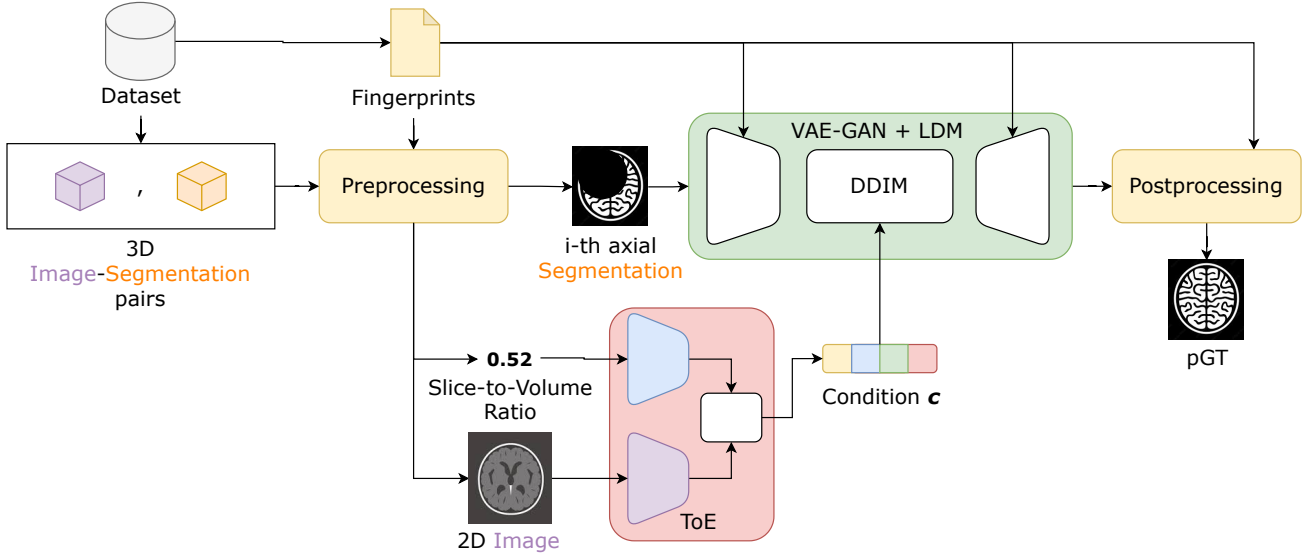 Dataset
Fingerprints
,
3D
Image-Segmentation
pairs
Preprocessing
i-th axial
Segmentation
VAE-GAN + LDM
DDIM
Postprocessing
pGT
0.52
Slice-to-Volume
Ratio
2D Image
ToE
Condition c